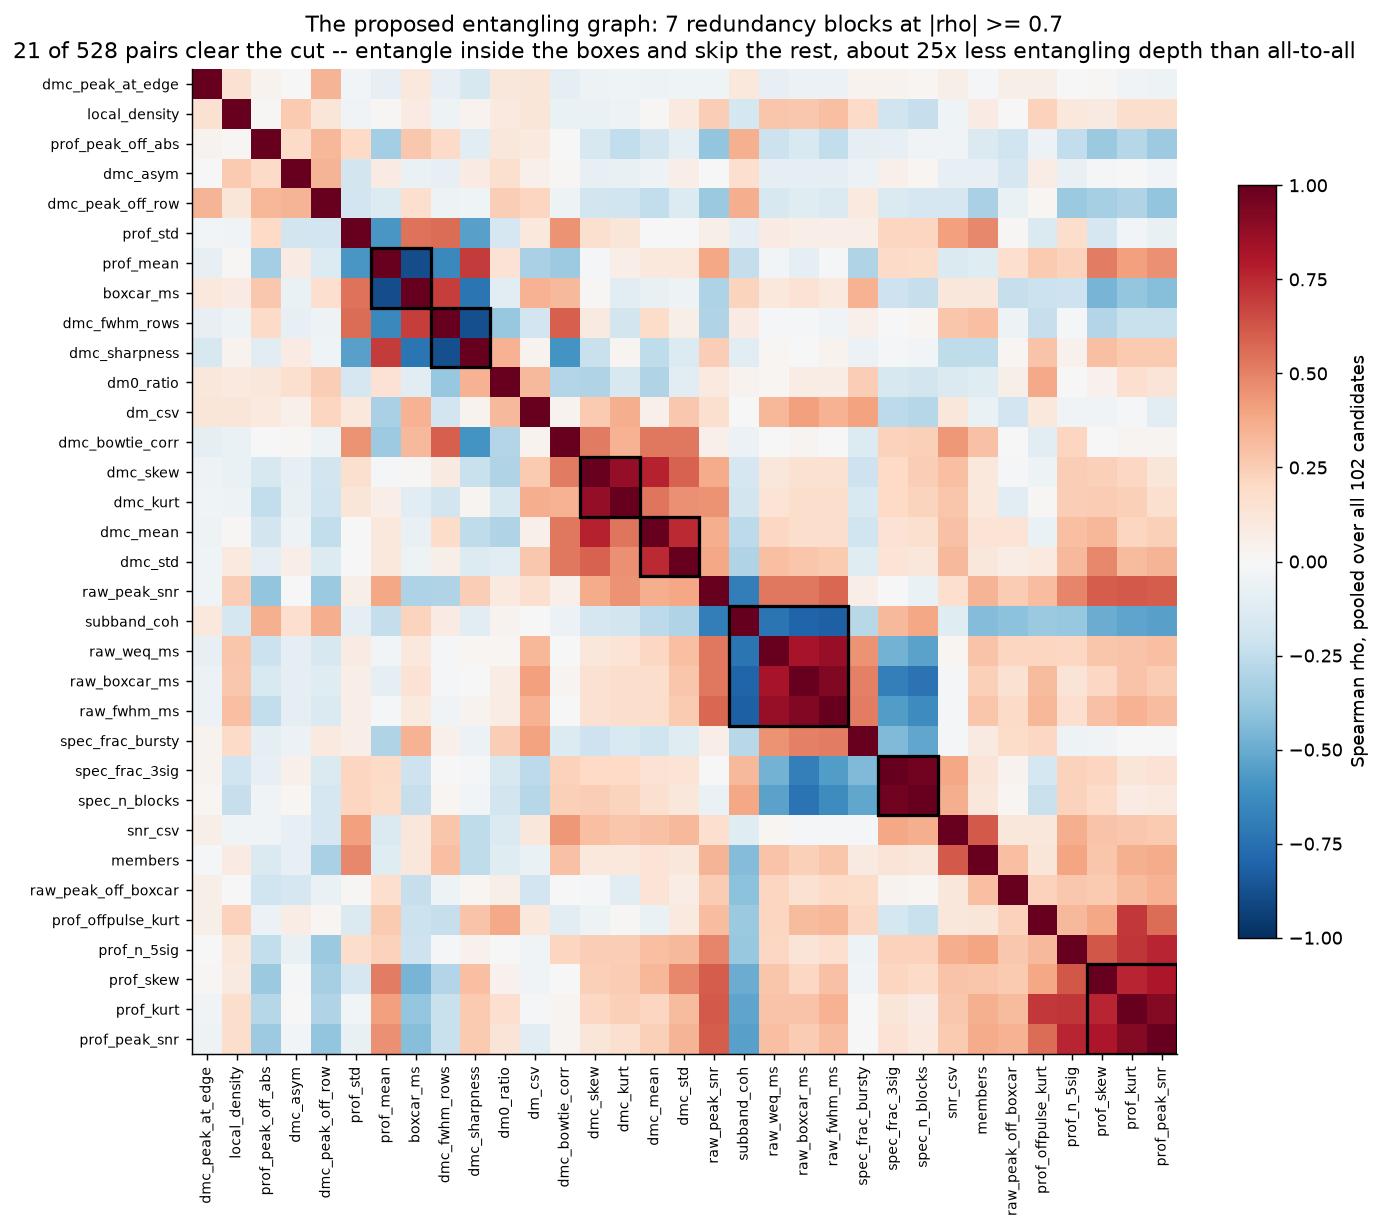 The proposed entangling graph: 7 redundancy blocks at |rho| >= 0.7
21 of 528 pairs clear the cut -- entangle inside the boxes and skip the rest, about 25x less entangling depth than all-to-all
dmc_peak_at_edge
local_density
prof_peak_off_abs
dmc_asym
dmc_peak_off_row
prof_std
prof_mean
boxcar_ms
dmc_fwhm_rows
dmc_sharpness
dm0_ratio
dm_csv
dmc_bowtie_corr
dmc_skew
dmc_kurt
dmc_mean
dmc_std
raw_peak_snr
subband_coh
raw_weq_ms
raw_boxcar_ms
raw_fwhm_ms
spec_frac_bursty
spec_frac_3sig
spec_n_blocks
snr_csv
members
raw_peak_off_boxcar
prof_offpulse_kurt
prof_n_5sig
prof_skew
prof_kurt
prof_peak_snr
dmc_peak_at_edge
local_density
prof_peak_off_abs
dmc_asym
dmc_peak_off_row
prof_std
prof_mean
boxcar_ms
dmc_fwhm_rows
dmc_sharpness
dm0_ratio
dm_csv
dmc_bowtie_corr
dmc_skew
dmc_kurt
dmc_mean
dmc_std
raw_peak_snr
subband_coh
raw_weq_ms
raw_boxcar_ms
raw_fwhm_ms
spec_frac_bursty
spec_frac_3sig
spec_n_blocks
snr_csv
members
raw_peak_off_boxcar
prof_offpulse_kurt
prof_n_5sig
prof_skew
prof_kurt
prof_peak_snr
1.00
0.75
0.50
0.25
0.00
−0.25
−0.50
−0.75
−1.00
Spearman rho, pooled over all 102 candidates